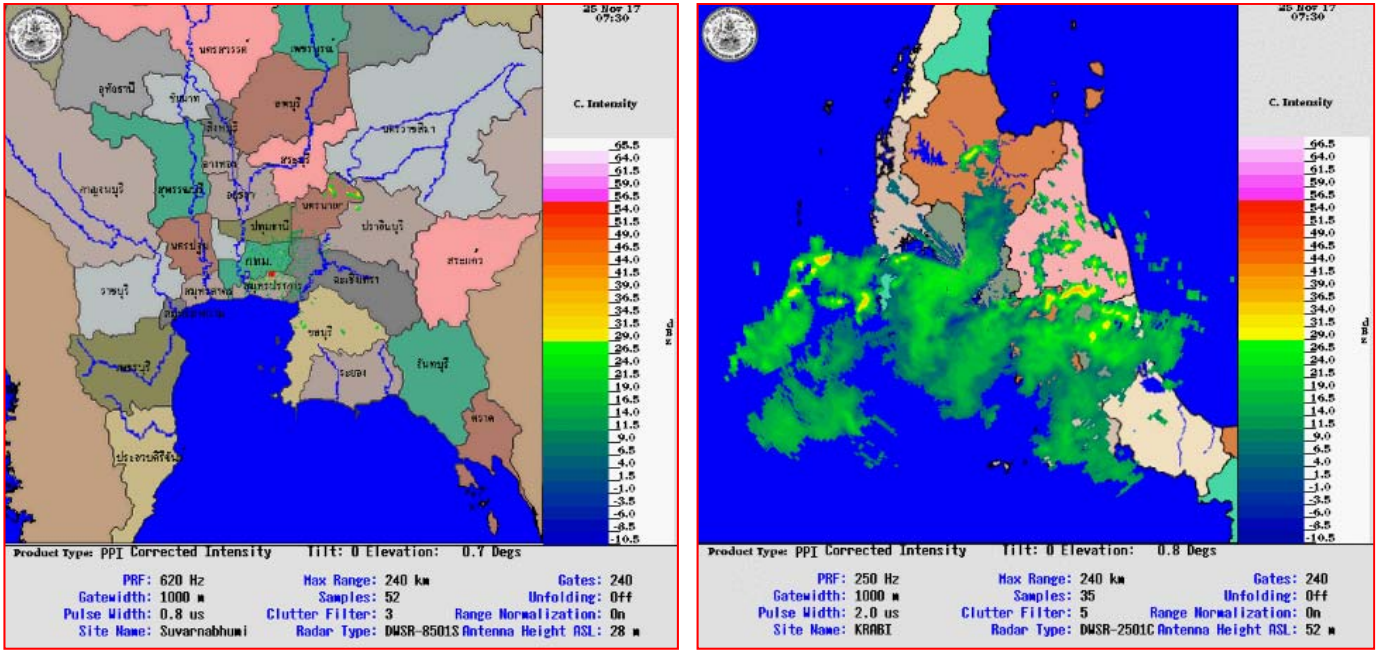 25 Nov 17
07:30
C. Intensity
นครสวรรค์
เพชรบูรณ์
อุทัยธานี
ชัยนาท
ลพบุรี
สิงห์บุรี
นครราชสีมา
อ่างทอง
สระบุรี
กาญจนบุรี
สุพรรณบุรี
อยุธยา
นครนายก
ปราจีนบุรี
ปทุมธานี
นครปฐม
กทม.
สระแก้ว
ราชบุรี
สมุทรสาคร
สมุทรปราการ
ฉะเชิงเทรา
สมุทรสงคราม
ชลบุรี
เพชรบุรี
ระยอง
จันทบุรี
ตราด
ประจวบคีรีขันธ์
65.5
64.0
61.5
59.0
56.5
54.0
51.5
49.0
46.5
44.0
41.5
39.0
36.5
34.0
31.5
29.0
26.5
24.0
21.5
19.0
16.5
14.0
11.5
9.0
6.5
4.0
1.5
-1.0
-3.5
-6.0
-8.5
-10.5
Product Type: PPI Corrected Intensity Tilt: 0 Elevation: 0.7 Degs
PRF: 620 Hz Max Range: 240 km Gates: 240
Gatewidth: 1000 m Samples: 52 Unfolding: Off
Pulse Width: 0.8 us Clutter Filter: 3 Range Normalization: On
Site Name: Suvarnabhumi Radar Type: DWSR-8501S Antenna Height ASL: 28 m
25 Nov 17
07:30
C. Intensity
66.5
64.0
61.5
59.0
56.5
54.0
51.5
49.0
46.5
44.0
41.5
39.0
36.5
34.0
31.5
29.0
26.5
24.0
21.5
19.0
16.5
14.0
11.5
9.0
6.5
4.0
1.5
-1.0
-3.5
-6.0
-8.5
-10.5
Product Type: PPI Corrected Intensity Tilt: 0 Elevation: 0.8 Degs
PRF: 250 Hz Max Range: 240 km Gates: 240
Gatewidth: 1000 m Samples: 35 Unfolding: Off
Pulse Width: 2.0 us Clutter Filter: 5 Range Normalization: On
Site Name: KRABI Radar Type: DWSR-2501C Antenna Height ASL: 52 m